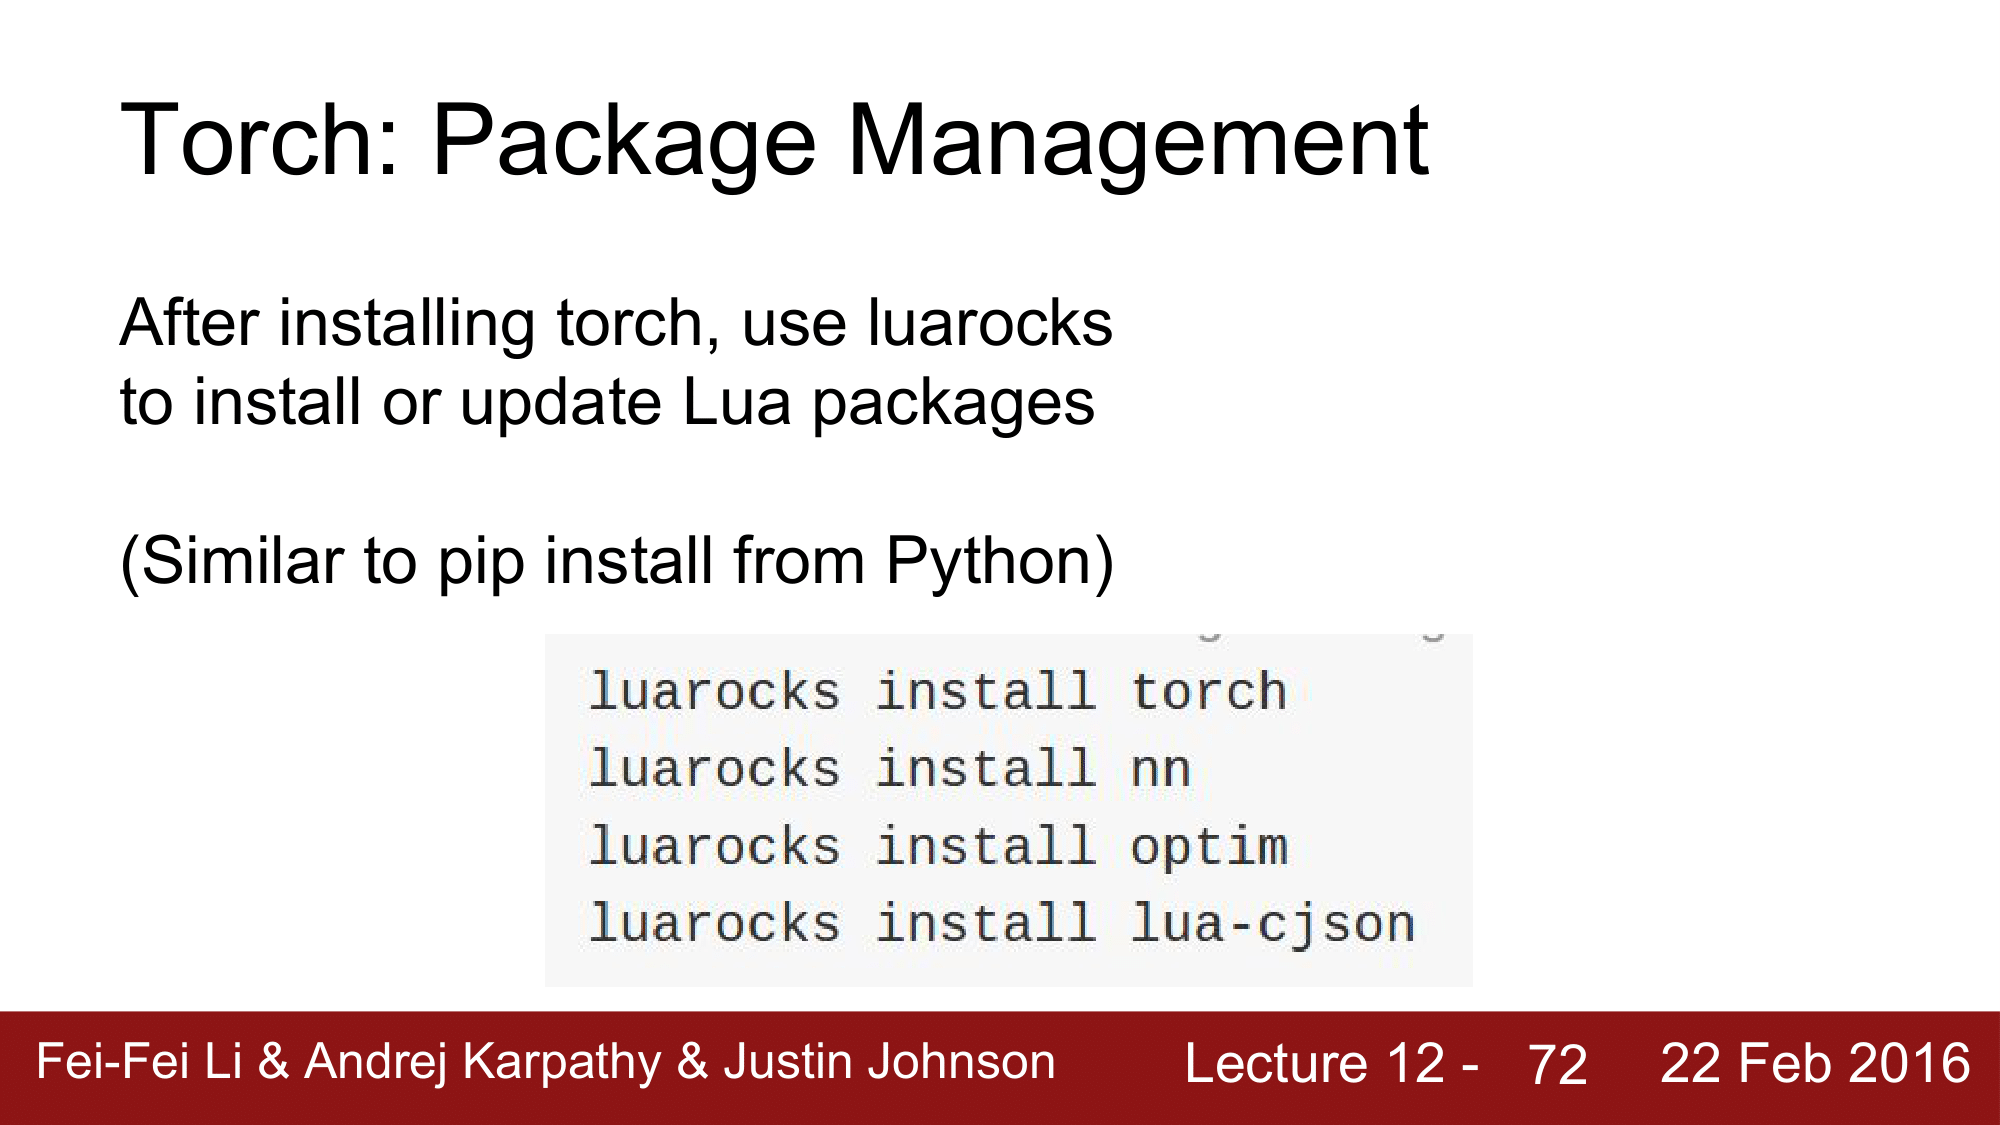 Torch: Package Management
After installing torch, use luarocks
to install or update Lua packages
(Similar to pip install from Python)
luarocks install torch
luarocks install nn
luarocks install optim
luarocks install lua-cjson
Fei-Fei Li & Andrej Karpathy & Justin Johnson Lecture 12 - 72 22 Feb 2016